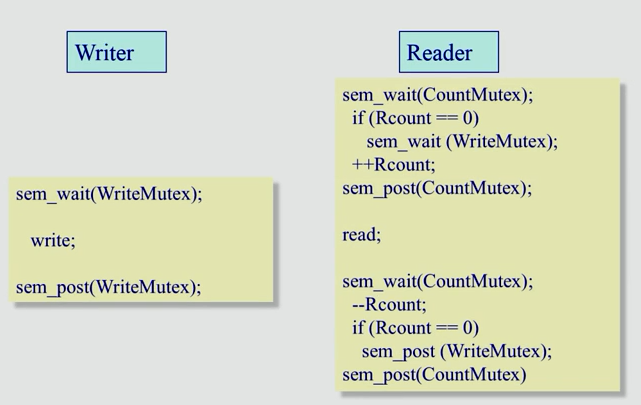 Writer
sem_wait(WriteMutex);
write;
sem_post(WriteMutex);
Reader
sem_wait(CountMutex);
if (Rcount == 0)
sem_wait (WriteMutex);
++Rcount;
sem_post(CountMutex);
read;
sem_wait(CountMutex);
--Rcount;
if (Rcount == 0)
sem_post (WriteMutex);
sem_post(CountMutex)